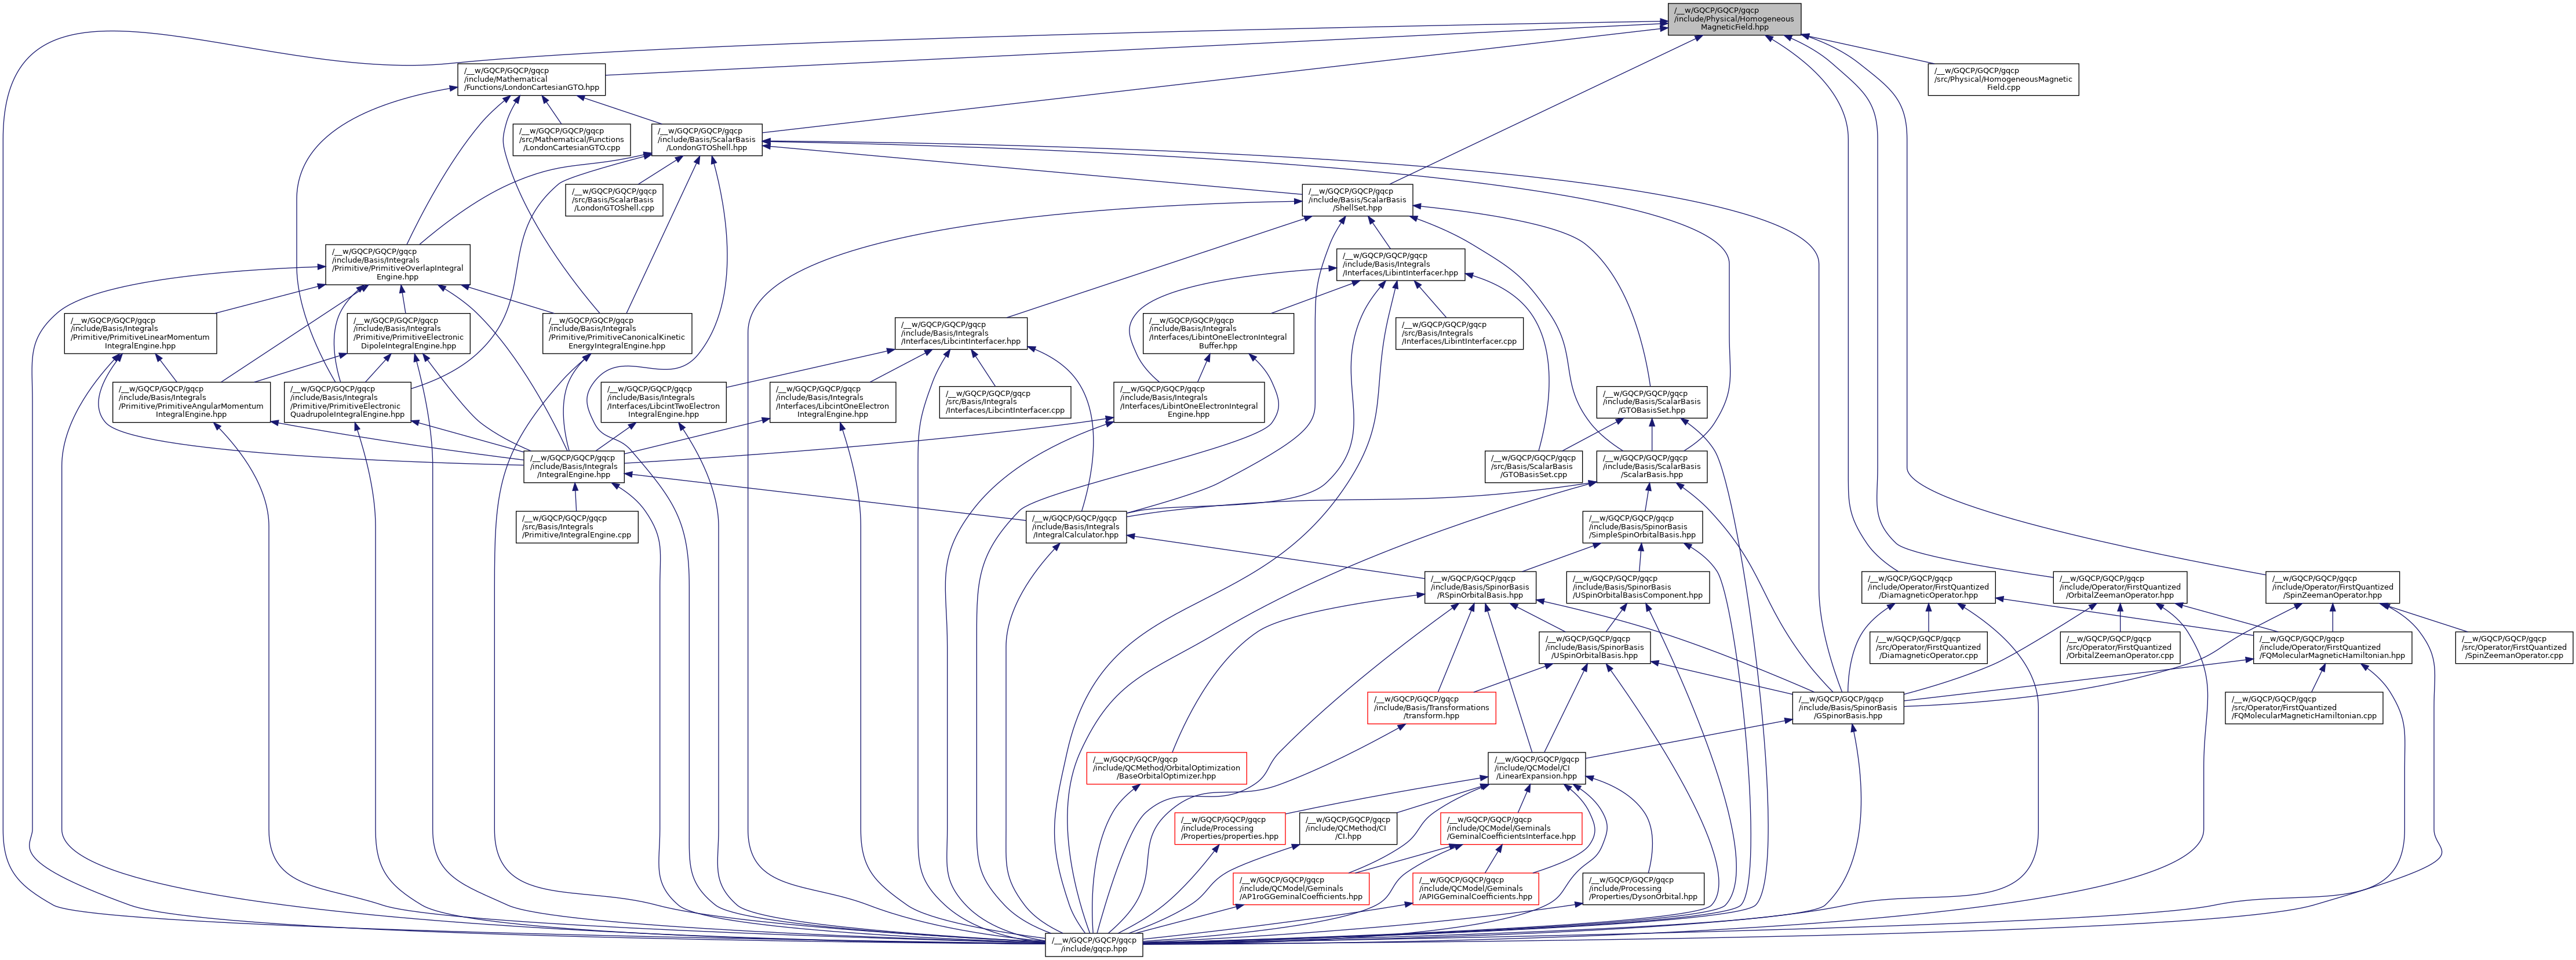 /__w/GQCP/GQCP/gqcp
/include/Physical/Homogeneous
MagneticField.hpp
/__w/GQCP/GQCP/gqcp
/include/Mathematical
/Functions/LondonCartesianGTO.hpp
/__w/GQCP/GQCP/gqcp
/src/Physical/HomogeneousMagnetic
Field.cpp
/__w/GQCP/GQCP/gqcp
/src/Mathematical/Functions
/LondonCartesianGTO.cpp
/__w/GQCP/GQCP/gqcp
/include/Basis/ScalarBasis
/LondonGTOShell.hpp
/__w/GQCP/GQCP/gqcp
/src/Basis/ScalarBasis
/LondonGTOShell.cpp
/__w/GQCP/GQCP/gqcp
/include/Basis/ScalarBasis
/ShellSet.hpp
/__w/GQCP/GQCP/gqcp
/include/Basis/Integrals
/Primitive/PrimitiveOverlapIntegral
Engine.hpp
/__w/GQCP/GQCP/gqcp
/include/Basis/Integrals
/Interfaces/LibintInterfacer.hpp
/__w/GQCP/GQCP/gqcp
/include/Basis/Integrals
/Primitive/PrimitiveLinearMomentum
IntegralEngine.hpp
/__w/GQCP/GQCP/gqcp
/include/Basis/Integrals
/Primitive/PrimitiveElectronic
DipoleIntegralEngine.hpp
/__w/GQCP/GQCP/gqcp
/include/Basis/Integrals
/Primitive/PrimitiveCanonicalKinetic
EnergyIntegralEngine.hpp
/__w/GQCP/GQCP/gqcp
/include/Basis/Integrals
/Interfaces/LibcintInterfacer.hpp
/__w/GQCP/GQCP/gqcp
/include/Basis/Integrals
/Interfaces/LibintOneElectronIntegral
Buffer.hpp
/__w/GQCP/GQCP/gqcp
/src/Basis/Integrals
/Interfaces/LibintInterfacer.cpp
/__w/GQCP/GQCP/gqcp
/include/Basis/Integrals
/Primitive/PrimitiveAngularMomentum
IntegralEngine.hpp
/__w/GQCP/GQCP/gqcp
/include/Basis/Integrals
/Primitive/PrimitiveElectronic
QuadrupoleIntegralEngine.hpp
/__w/GQCP/GQCP/gqcp
/include/Basis/Integrals
/Interfaces/LibcintTwoElectron
IntegralEngine.hpp
/__w/GQCP/GQCP/gqcp
/include/Basis/Integrals
/Interfaces/LibcintOneElectron
IntegralEngine.hpp
/__w/GQCP/GQCP/gqcp
/src/Basis/Integrals
/Interfaces/LibcintInterfacer.cpp
/__w/GQCP/GQCP/gqcp
/include/Basis/Integrals
/Interfaces/LibintOneElectronIntegral
Engine.hpp
/__w/GQCP/GQCP/gqcp
/include/Basis/ScalarBasis
/GTOBasisSet.hpp
/__w/GQCP/GQCP/gqcp
/include/Basis/Integrals
/IntegralEngine.hpp
/__w/GQCP/GQCP/gqcp
/src/Basis/ScalarBasis
/GTOBasisSet.cpp
/__w/GQCP/GQCP/gqcp
/include/Basis/ScalarBasis
/ScalarBasis.hpp
/__w/GQCP/GQCP/gqcp
/src/Basis/Integrals
/Primitive/IntegralEngine.cpp
/__w/GQCP/GQCP/gqcp
/include/Basis/Integrals
/IntegralCalculator.hpp
/__w/GQCP/GQCP/gqcp
/include/Basis/SpinorBasis
/SimpleSpinOrbitalBasis.hpp
/__w/GQCP/GQCP/gqcp
/include/Basis/SpinorBasis
/RSpinOrbitalBasis.hpp
/__w/GQCP/GQCP/gqcp
/include/Basis/SpinorBasis
/USpinOrbitalBasisComponent.hpp
/__w/GQCP/GQCP/gqcp
/include/Operator/FirstQuantized
/DiamagneticOperator.hpp
/__w/GQCP/GQCP/gqcp
/include/Operator/FirstQuantized
/OrbitalZeemanOperator.hpp
/__w/GQCP/GQCP/gqcp
/include/Operator/FirstQuantized
/SpinZeemanOperator.hpp
/__w/GQCP/GQCP/gqcp
/include/Basis/SpinorBasis
/USpinOrbitalBasis.hpp
/__w/GQCP/GQCP/gqcp
/src/Operator/FirstQuantized
/DiamagneticOperator.cpp
/__w/GQCP/GQCP/gqcp
/src/Operator/FirstQuantized
/OrbitalZeemanOperator.cpp
/__w/GQCP/GQCP/gqcp
/include/Operator/FirstQuantized
/FQMolecularMagneticHamiltonian.hpp
/__w/GQCP/GQCP/gqcp
/src/Operator/FirstQuantized
/SpinZeemanOperator.cpp
/__w/GQCP/GQCP/gqcp
/include/Basis/Transformations
/transform.hpp
/__w/GQCP/GQCP/gqcp
/include/Basis/SpinorBasis
/GSpinorBasis.hpp
/__w/GQCP/GQCP/gqcp
/src/Operator/FirstQuantized
/FQMolecularMagneticHamiltonian.cpp
/__w/GQCP/GQCP/gqcp
/include/QCMethod/OrbitalOptimization
/BaseOrbitalOptimizer.hpp
/__w/GQCP/GQCP/gqcp
/include/QCModel/CI
/LinearExpansion.hpp
/__w/GQCP/GQCP/gqcp
/include/Processing
/Properties/properties.hpp
/__w/GQCP/GQCP/gqcp
/include/QCMethod/CI
/CI.hpp
/__w/GQCP/GQCP/gqcp
/include/QCModel/Geminals
/GeminalCoefficientsInterface.hpp
/__w/GQCP/GQCP/gqcp
/include/QCModel/Geminals
/AP1roGGeminalCoefficients.hpp
/__w/GQCP/GQCP/gqcp
/include/QCModel/Geminals
/APIGGeminalCoefficients.hpp
/__w/GQCP/GQCP/gqcp
/include/Processing
/Properties/DysonOrbital.hpp
/__w/GQCP/GQCP/gqcp
/include/gqcp.hpp